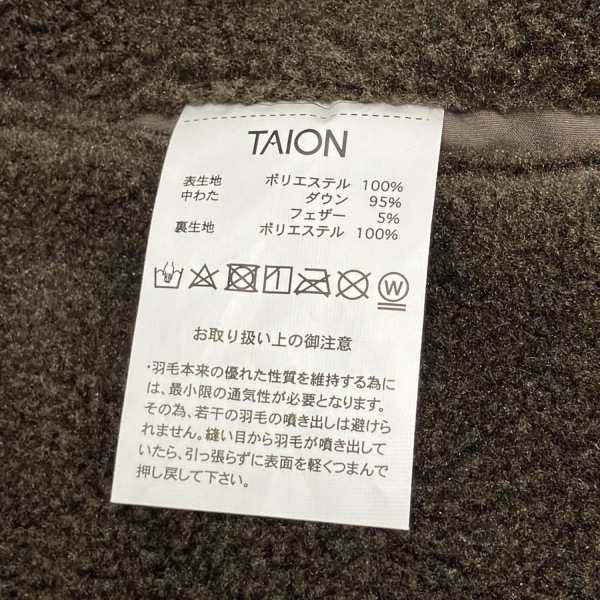 TAION
表生地 ポリエステル 100%
中わた ダウン 95%
フェザー 5%
裏生地 ポリエステル 100%
W
お取り扱い上の御注意
・羽毛本来の優れた性質を維持する為に
は、最小限の通気性が必要となります。
その為、若干の羽毛の噴き出しは避けら
れません。縫い目から羽毛が噴き出して
いたら、引っ張らずに表面を軽くつまんで
押し戻して下さい。